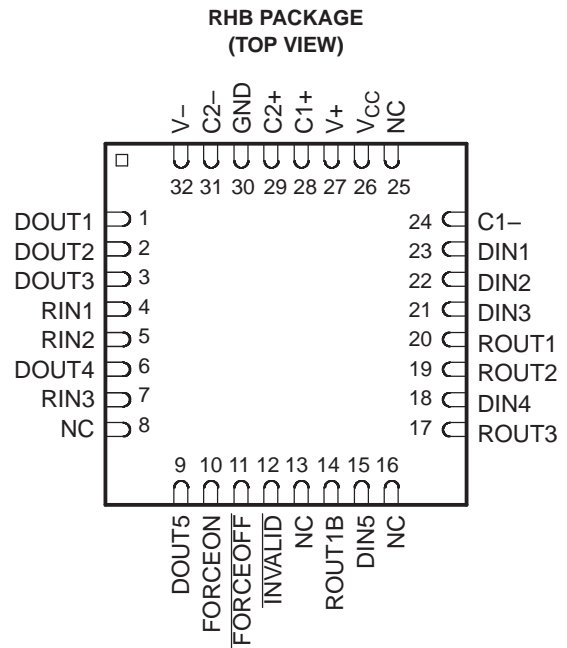 RHB PACKAGE
(TOP VIEW)
V–
C2–
GND
C2+
C1+
V+
VCC
NC
32 31 30 29 28 27 26 25
DOUT1 1
DOUT2 2
DOUT3 3
RIN1 4
RIN2 5
DOUT4 6
RIN3 7
NC 8
24 C1–
23 DIN1
22 DIN2
21 DIN3
20 ROUT1
19 ROUT2
18 DIN4
17 ROUT3
9 10 11 12 13 14 15 16
DOUT5
FORCEON
FORCEOFF
INVALID
NC
ROUT1B
DIN5
NC